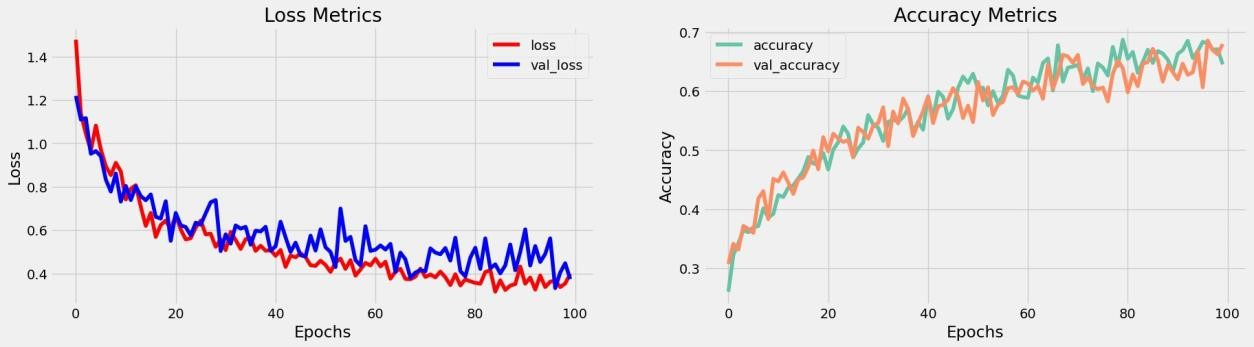 Loss Metrics
loss
val_loss
1.4
1.2
1.0
0.8
0.6
0.4
Loss
0
20
40
60
80
100
Epochs
Accuracy Metrics
accuracy
val_accuracy
0.7
0.6
0.5
0.4
0.3
Accuracy
0
20
40
60
80
100
Epochs